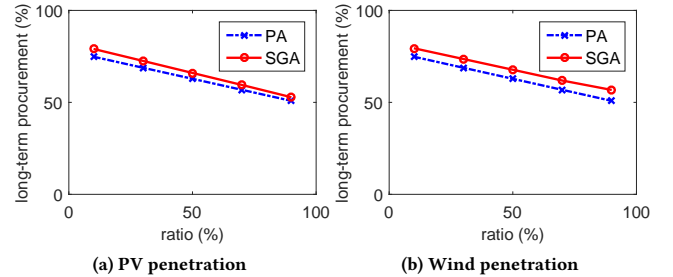 long-term procurement (%)
100
50
0
PA
SGA
0
50
100
ratio (%)
(a) PV penetration
long-term procurement (%)
100
50
0
PA
SGA
0
50
100
ratio (%)
(b) Wind penetration